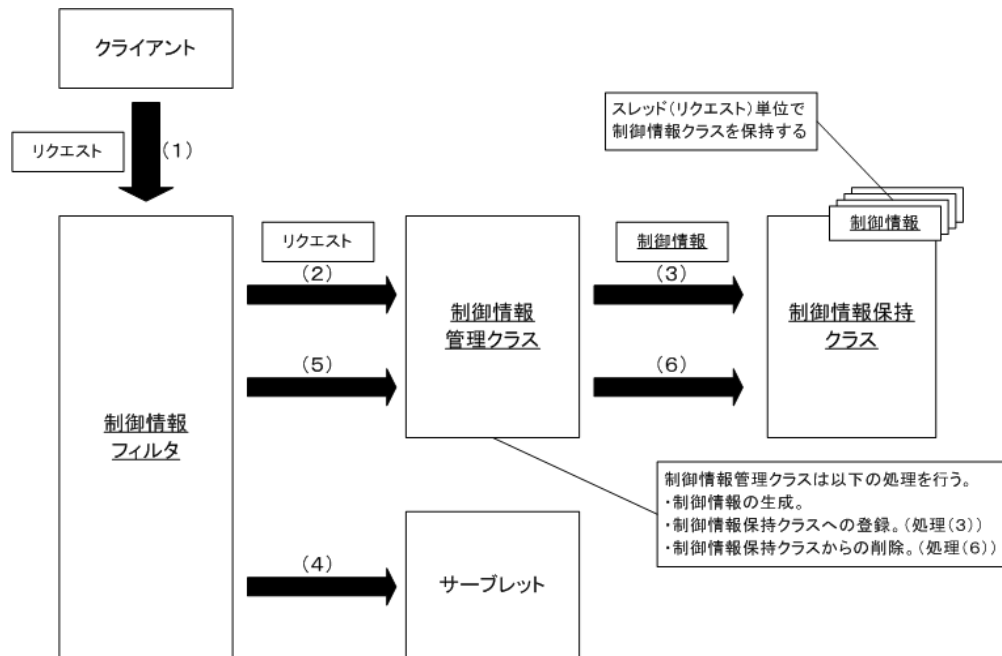 クライアント
スレッド(リクエスト)単位で
制御情報クラスを保持する
リクエスト
(1)
制御情報
リクエスト
制御情報
(2)
(3)
制御情報
管理クラス
制御情報保持
クラス
(5)
(6)
制御情報
フィルタ
制御情報管理クラスは以下の処理を行う。
・制御情報の生成。
・制御情報保持クラスへの登録。(処理(3))
・制御情報保持クラスからの削除。(処理(6))
(4)
サーブレット